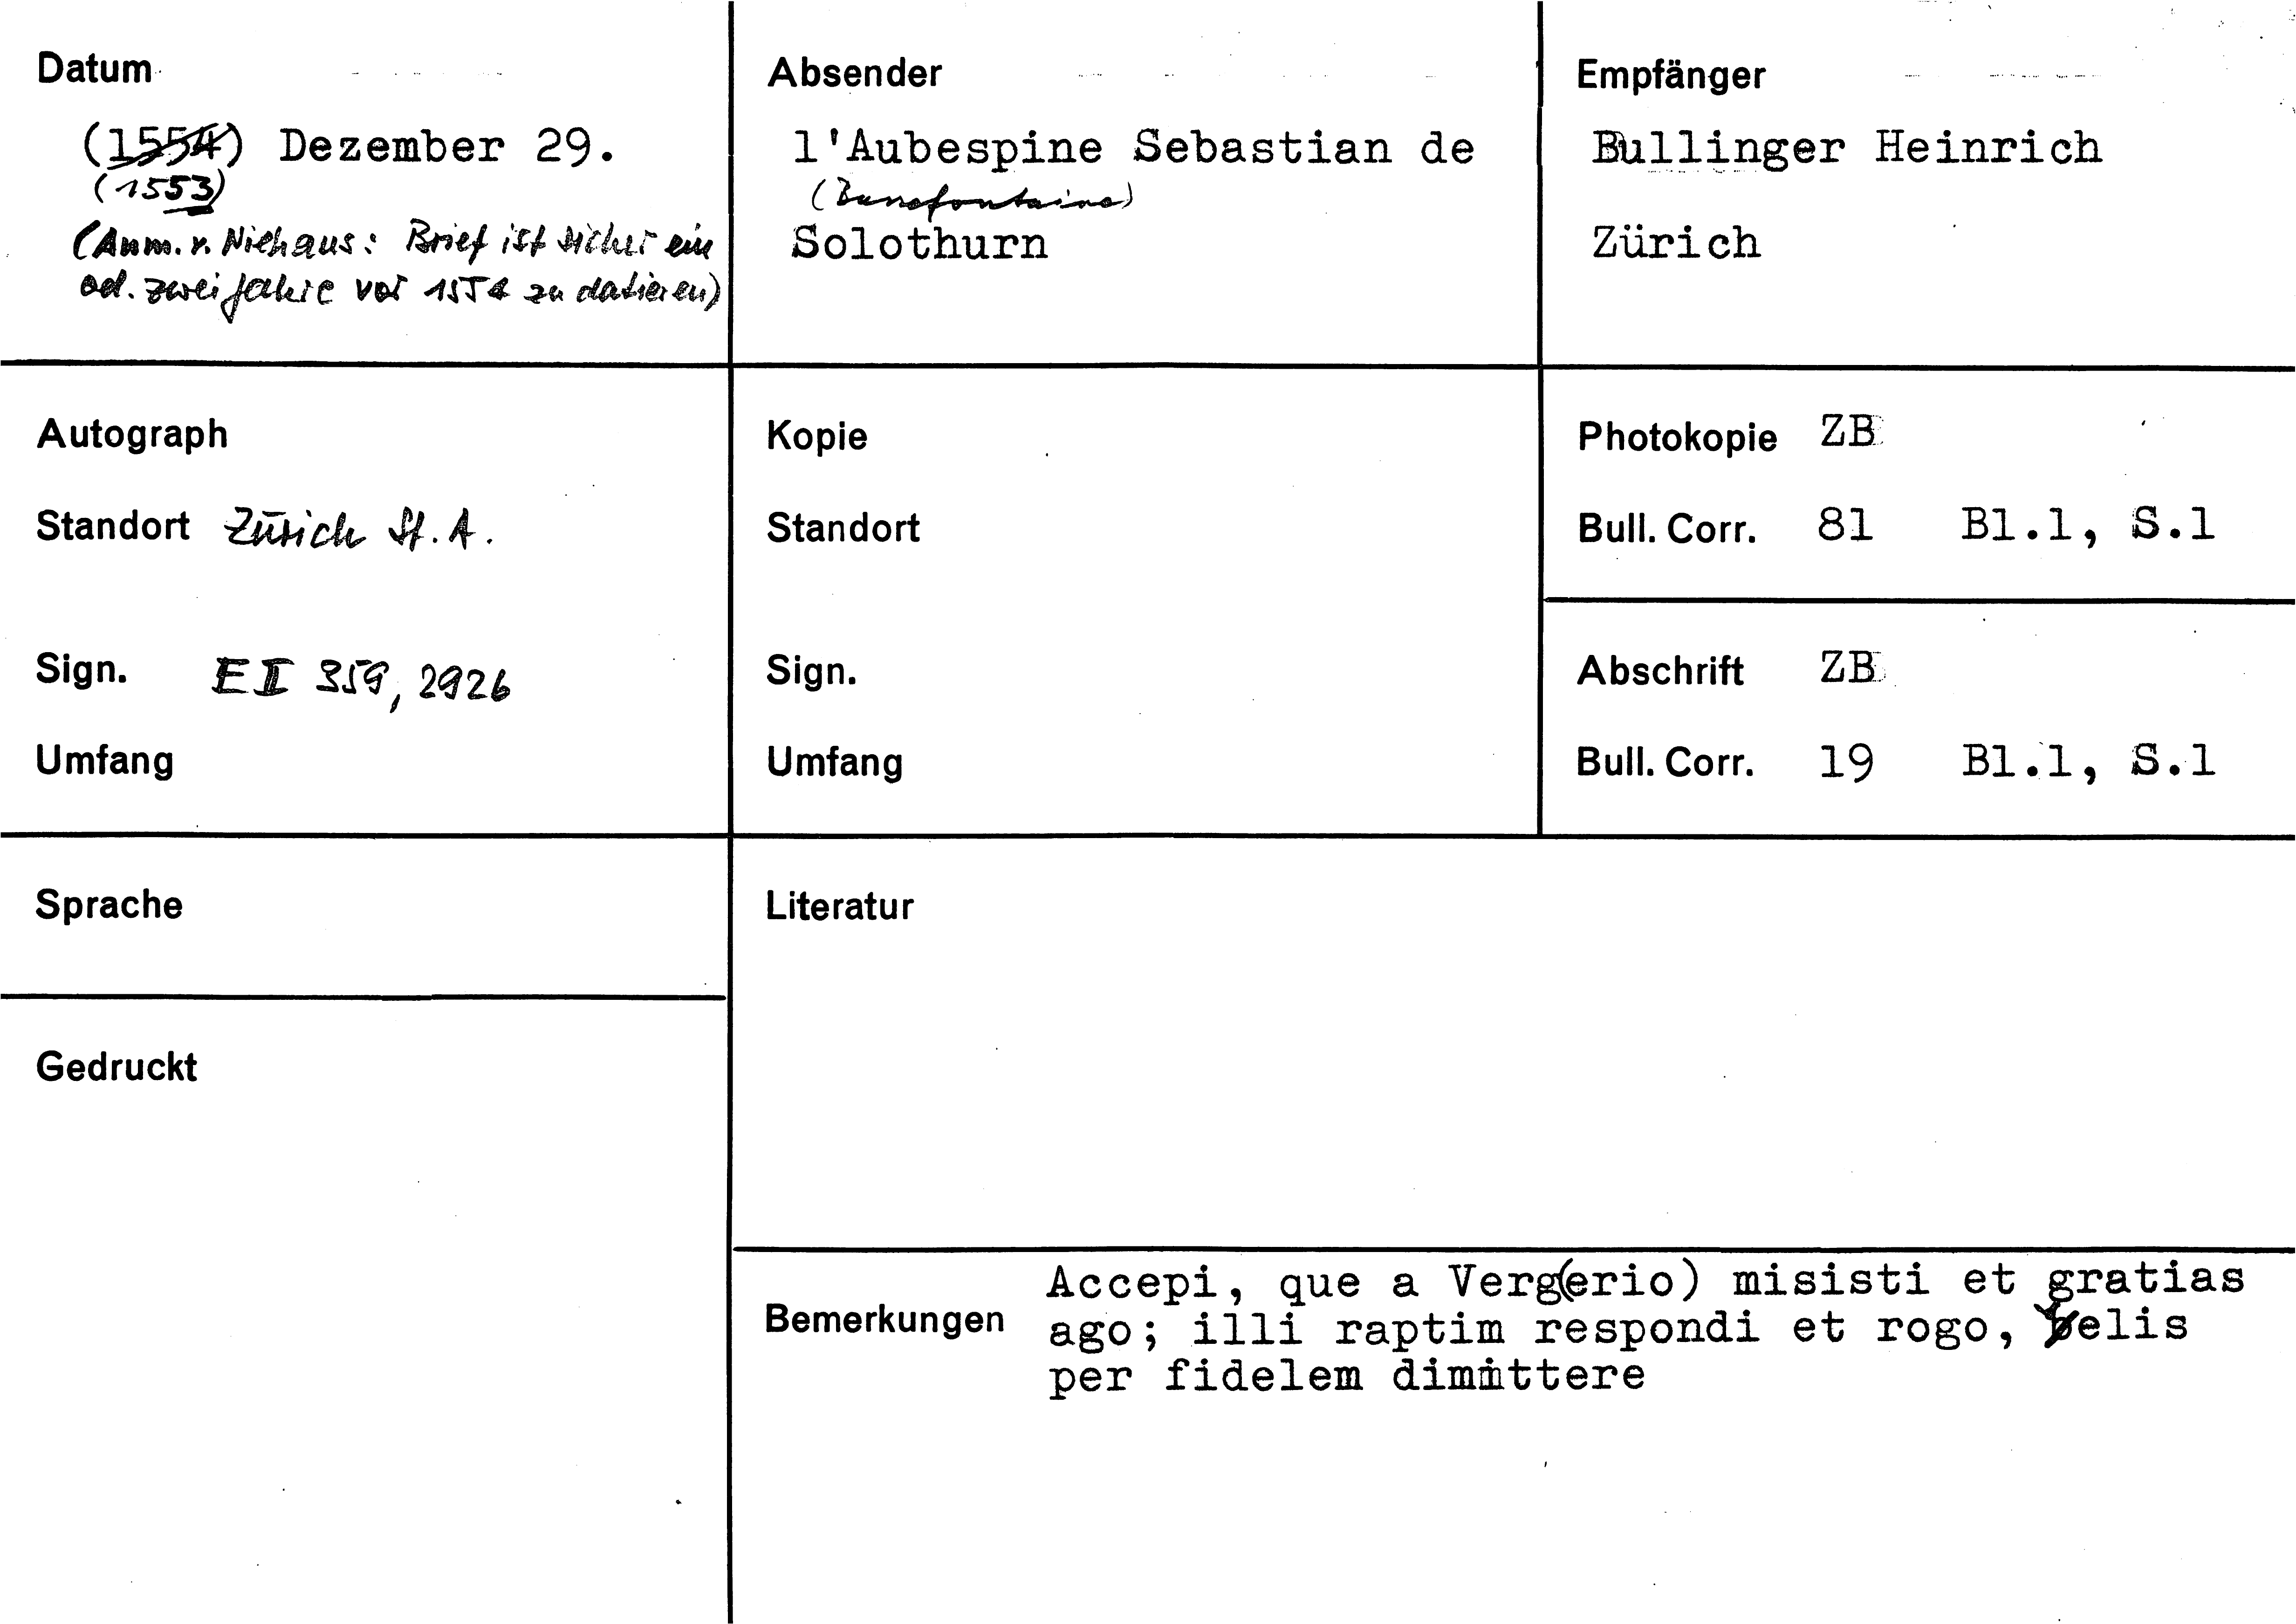 Datum
(1554) Dezember 29.
(1553)
(Anm. v. Niehaus: Brief ist sicher ein
od. zwei Jahre vor 1554 zu datieren)
Absender
l'Aubespine Sebastian de
Solothurn
Empfänger
Bullinger Heinrich
Zürich
Autograph
Standort Zürich St. A.
Sign. E II 359, 2926
Umfang
Kopie
Standort
Sign.
Umfang
Photokopie ZB
Bull. Corr. 81 Bl.1, S.1
Abschrift ZB
Bull. Corr. 19 Bl.1, S.1
Sprache
Gedruckt
Literatur
Bemerkungen
Accepi, que a Verg(erio) misisti et gratias
ago; illi raptim respondi et rogo, velis
per fidelem dimittere